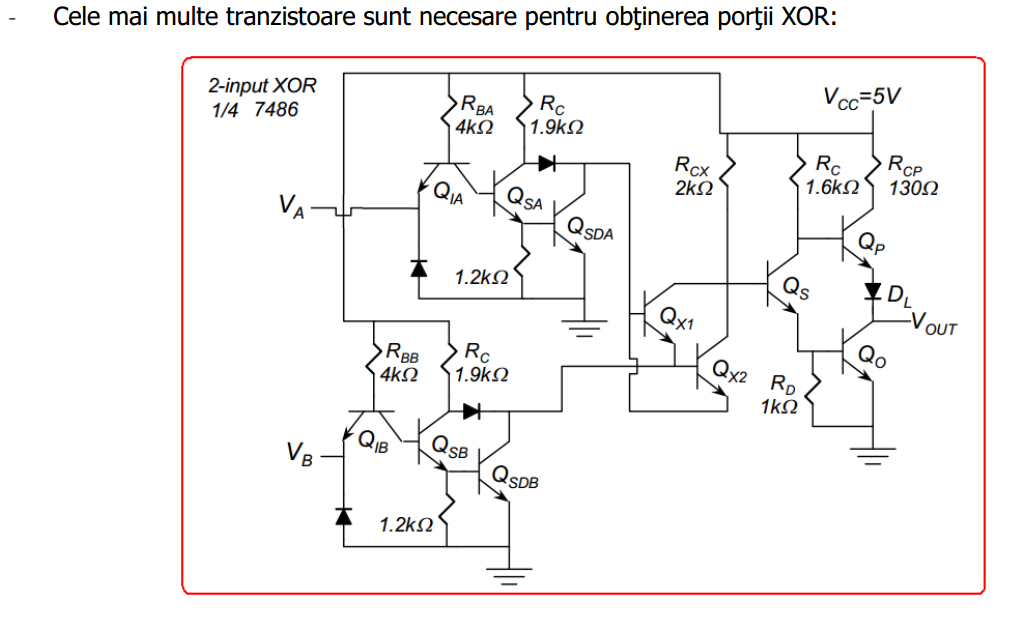 - Cele mai multe tranzistoare sunt necesare pentru obţinerea porţii XOR:
2-input XOR
1/4 7486
RBA
4kΩ
RC
1.9kΩ
VCC=5V
RCX
2kΩ
RC
1.6kΩ
RCP
130Ω
VA
QIA
QSA
QSDA
QP
1.2kΩ
QS
DL
QX1
VOUT
RBB
4kΩ
RC
1.9kΩ
QX2
QO
RD
1kΩ
VB
QIB
QSB
QSDB
1.2kΩ